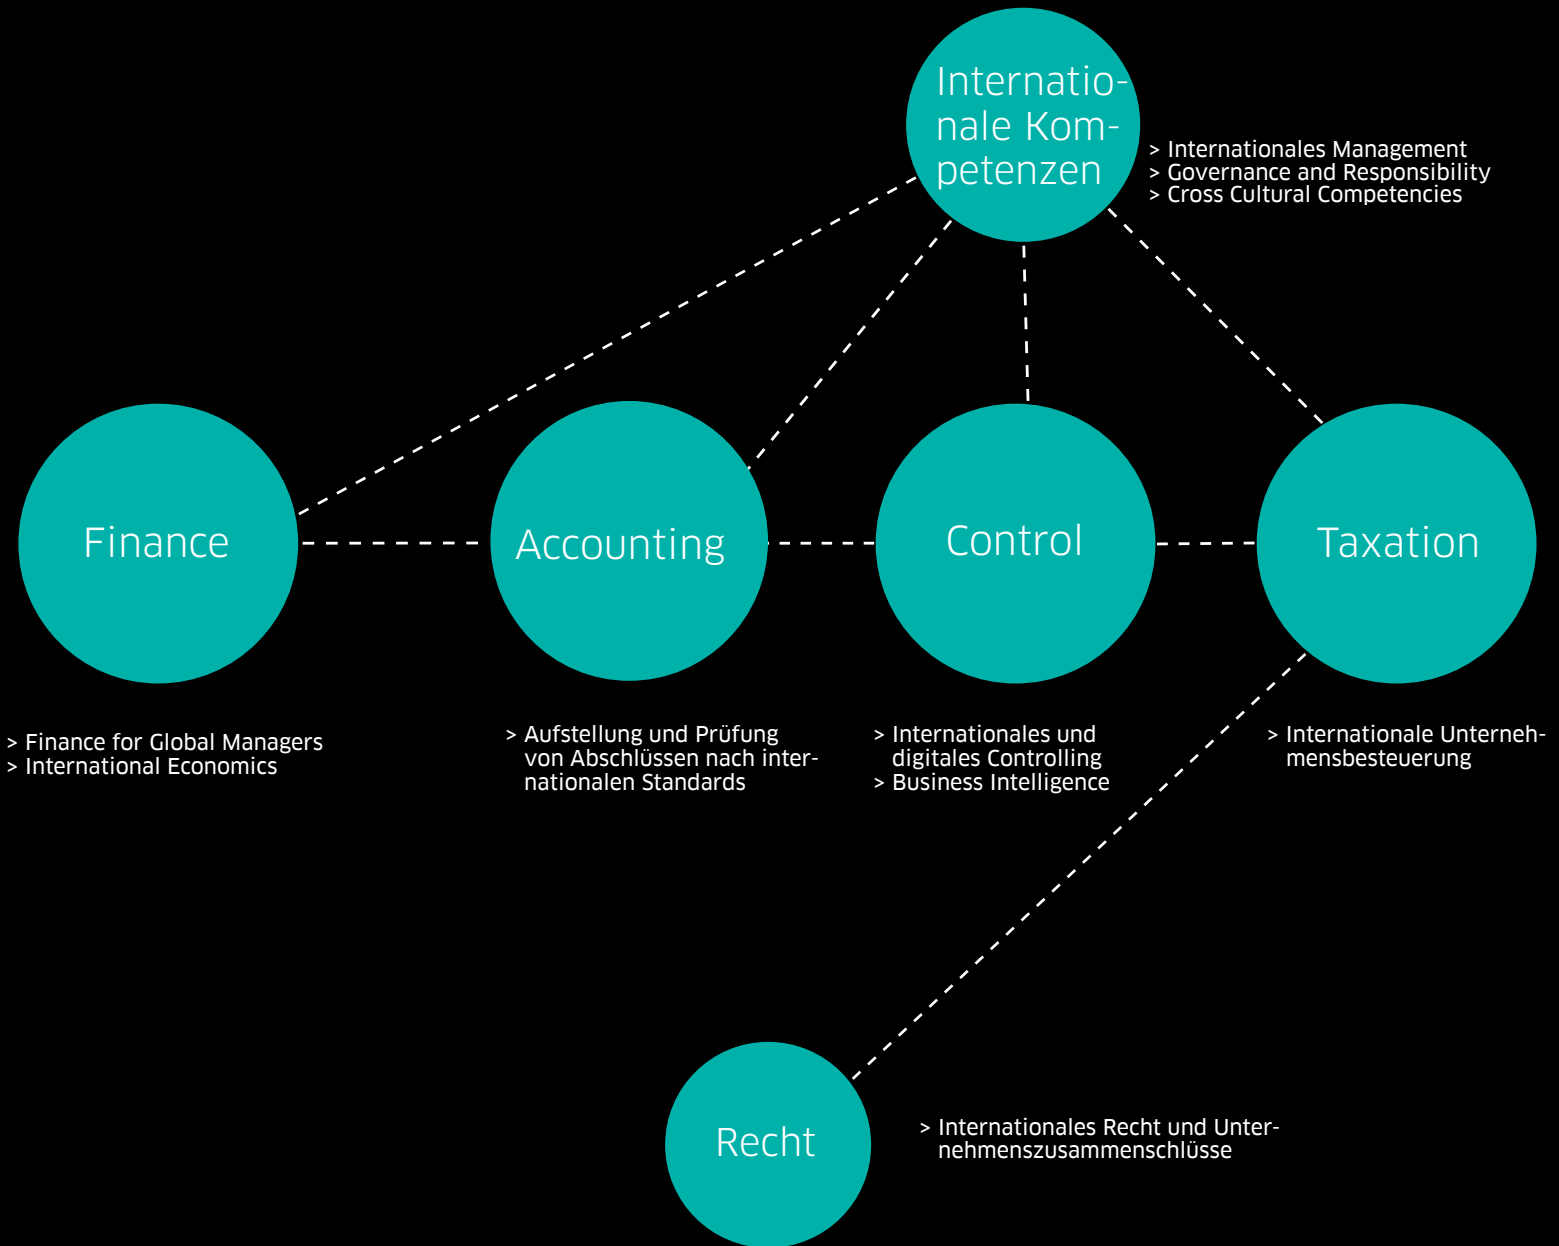 Internatio-
nale Kom-
petenzen
> Internationales Management
> Governance and Responsibility
> Cross Cultural Competencies
Finance
Accounting
Control
Taxation
> Finance for Global Managers
> International Economics
> Aufstellung und Prüfung
von Abschlüssen nach inter-
nationalen Standards
> Internationales und
digitales Controlling
> Business Intelligence
> Internationale Unterneh-
mensbesteuerung
Recht
> Internationales Recht und Unter-
nehmenszusammenschlüsse